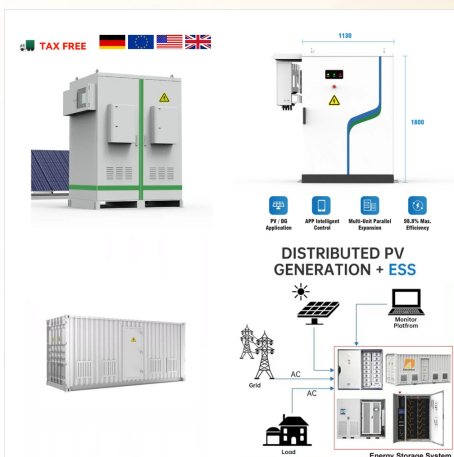 TAX FREE
1130
1600
PV / DG
Application
APP Intelligent
Control
Multi-Unit Parallel
Expansion
98.8% Max.
Efficiency
DISTRIBUTED PV
GENERATION + ESS
Monitor
Platfrom
Grid
AC
AC
Load
Energy Storage System